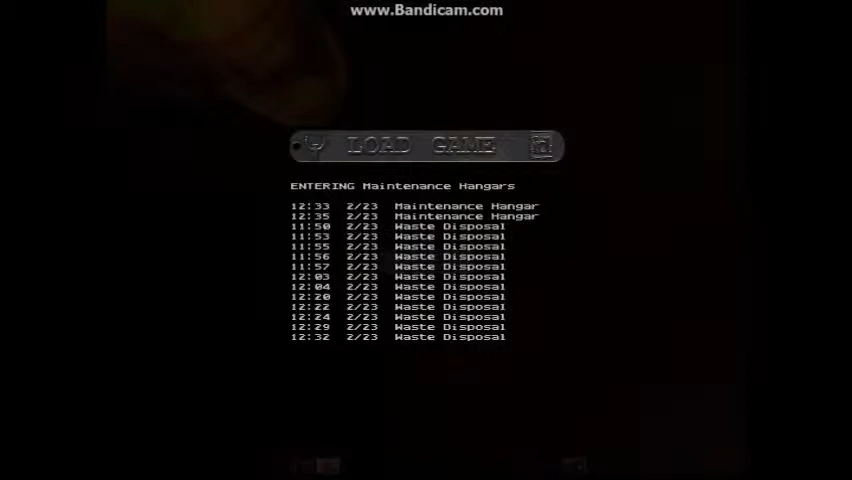 www.Bandicam.com
LOAD GAME
ENTERING Maintenance Hangars
12:33 2/23 Maintenance Hangar
12:35 2/23 Maintenance Hangar
11:50 2/23 Waste Disposal
11:53 2/23 Waste Disposal
11:55 2/23 Waste Disposal
11:56 2/23 Waste Disposal
11:57 2/23 Waste Disposal
12:03 2/23 Waste Disposal
12:04 2/23 Waste Disposal
12:20 2/23 Waste Disposal
12:22 2/23 Waste Disposal
12:24 2/23 Waste Disposal
12:29 2/23 Waste Disposal
12:32 2/23 Waste Disposal